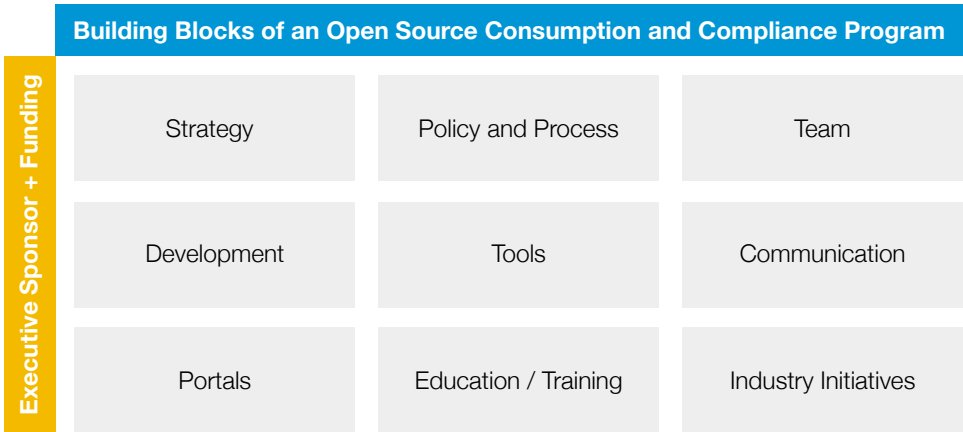 Building Blocks of an Open Source Consumption and Compliance Program
Executive Sponsor + Funding
Strategy
Policy and Process
Team
Development
Tools
Communication
Portals
Education / Training
Industry Initiatives